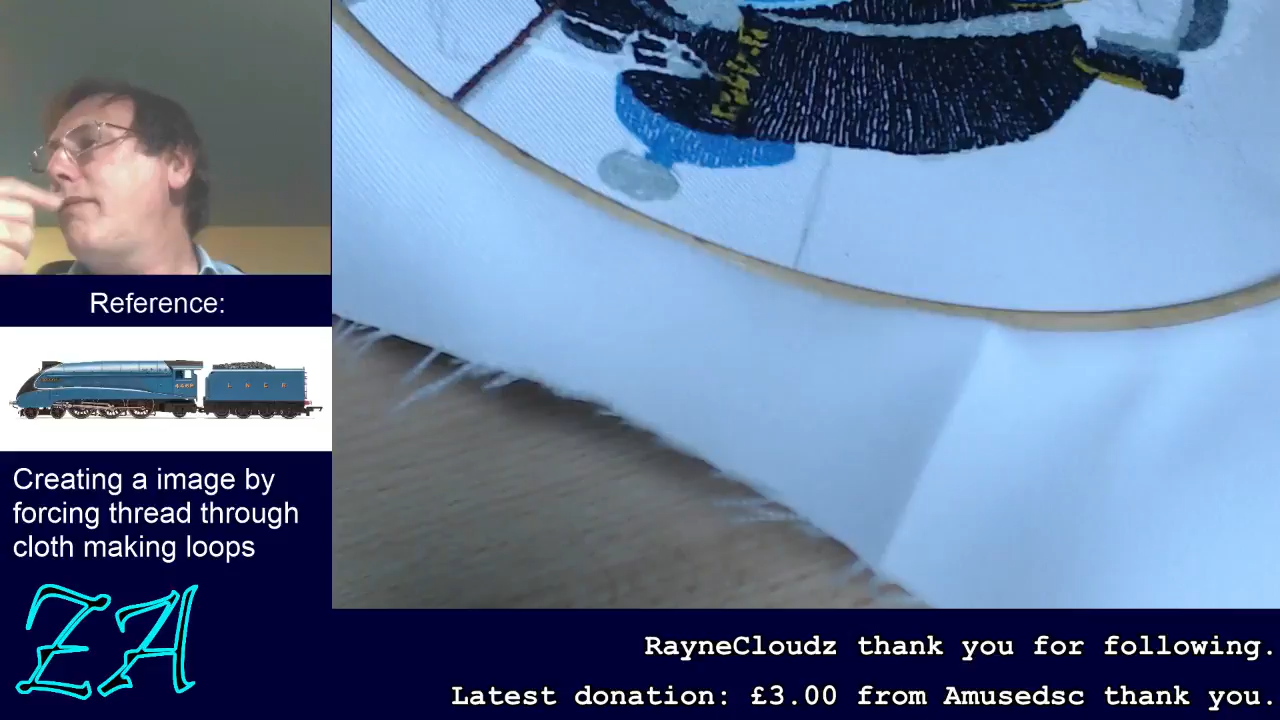 Reference:
L N E R
Creating a image by
forcing thread through
cloth making loops
ZA
RayneCloudz thank you for following.
Latest donation: £3.00 from Amusedsc thank you.